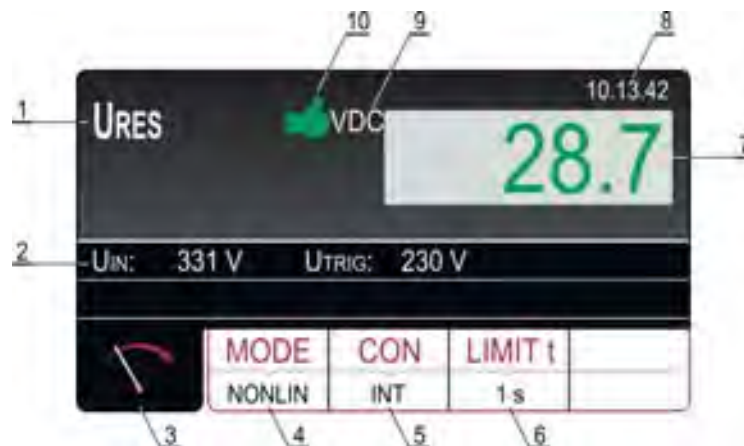 10 9 8
10.13.42
1 URES VDC 28.7
2 UIN: 331 V UTRIG: 230 V
MODE CON LIMIT t
NONLIN INT 1 s
3 4 5 6